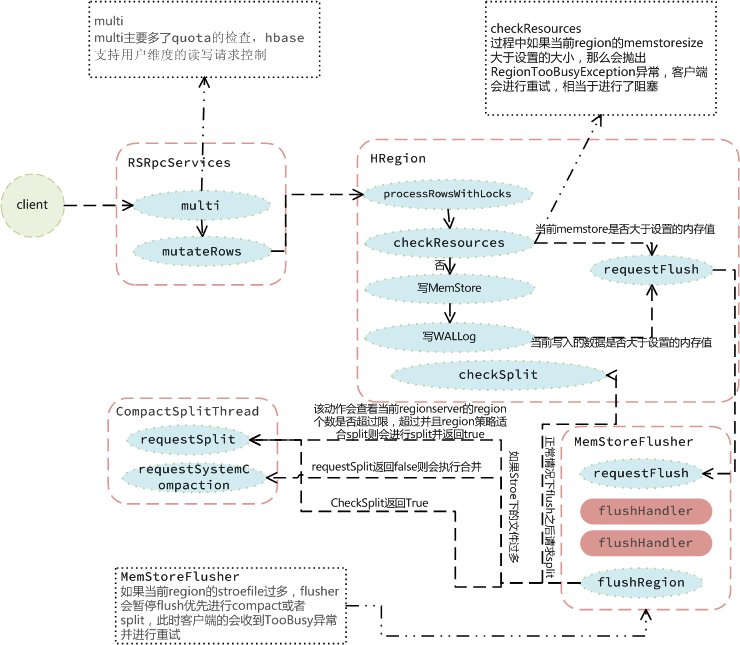 multi
multi主要多了quota的检查，hbase
支持用户维度的读写请求控制
checkResources
过程中如果当前region的memstoresize
大于设置的大小，那么会抛出
RegionTooBusyException异常，客户端
会进行重试，相当于进行了阻塞
client
RSRpcServices
multi
mutateRows
HRegion
processRowsWithLocks
checkResources
否
写MemStore
写WALLog
checkSplit
当前memstore是否大于设置的内存值
requestFlush
当前写入的数据是否大于设置的内存值
CompactSplitThread
requestSplit
requestSystemC
ompaction
该动作会查看当前regionserver的region
个数是否超过限，超过并且region策略适
合split则会进行split并返回true
requestSplit返回false则会执行合并
CheckSplit返回True
如果Stroe下的文件过多
正常情况下flush之后请求split
MemStoreFlusher
requestFlush
flushHandler
flushHandler
flushRegion
MemStoreFlusher
如果当前region的stroefile过多，flusher
会暂停flush优先进行compact或者
split，此时客户端的会收到TooBusy异常
并进行重试